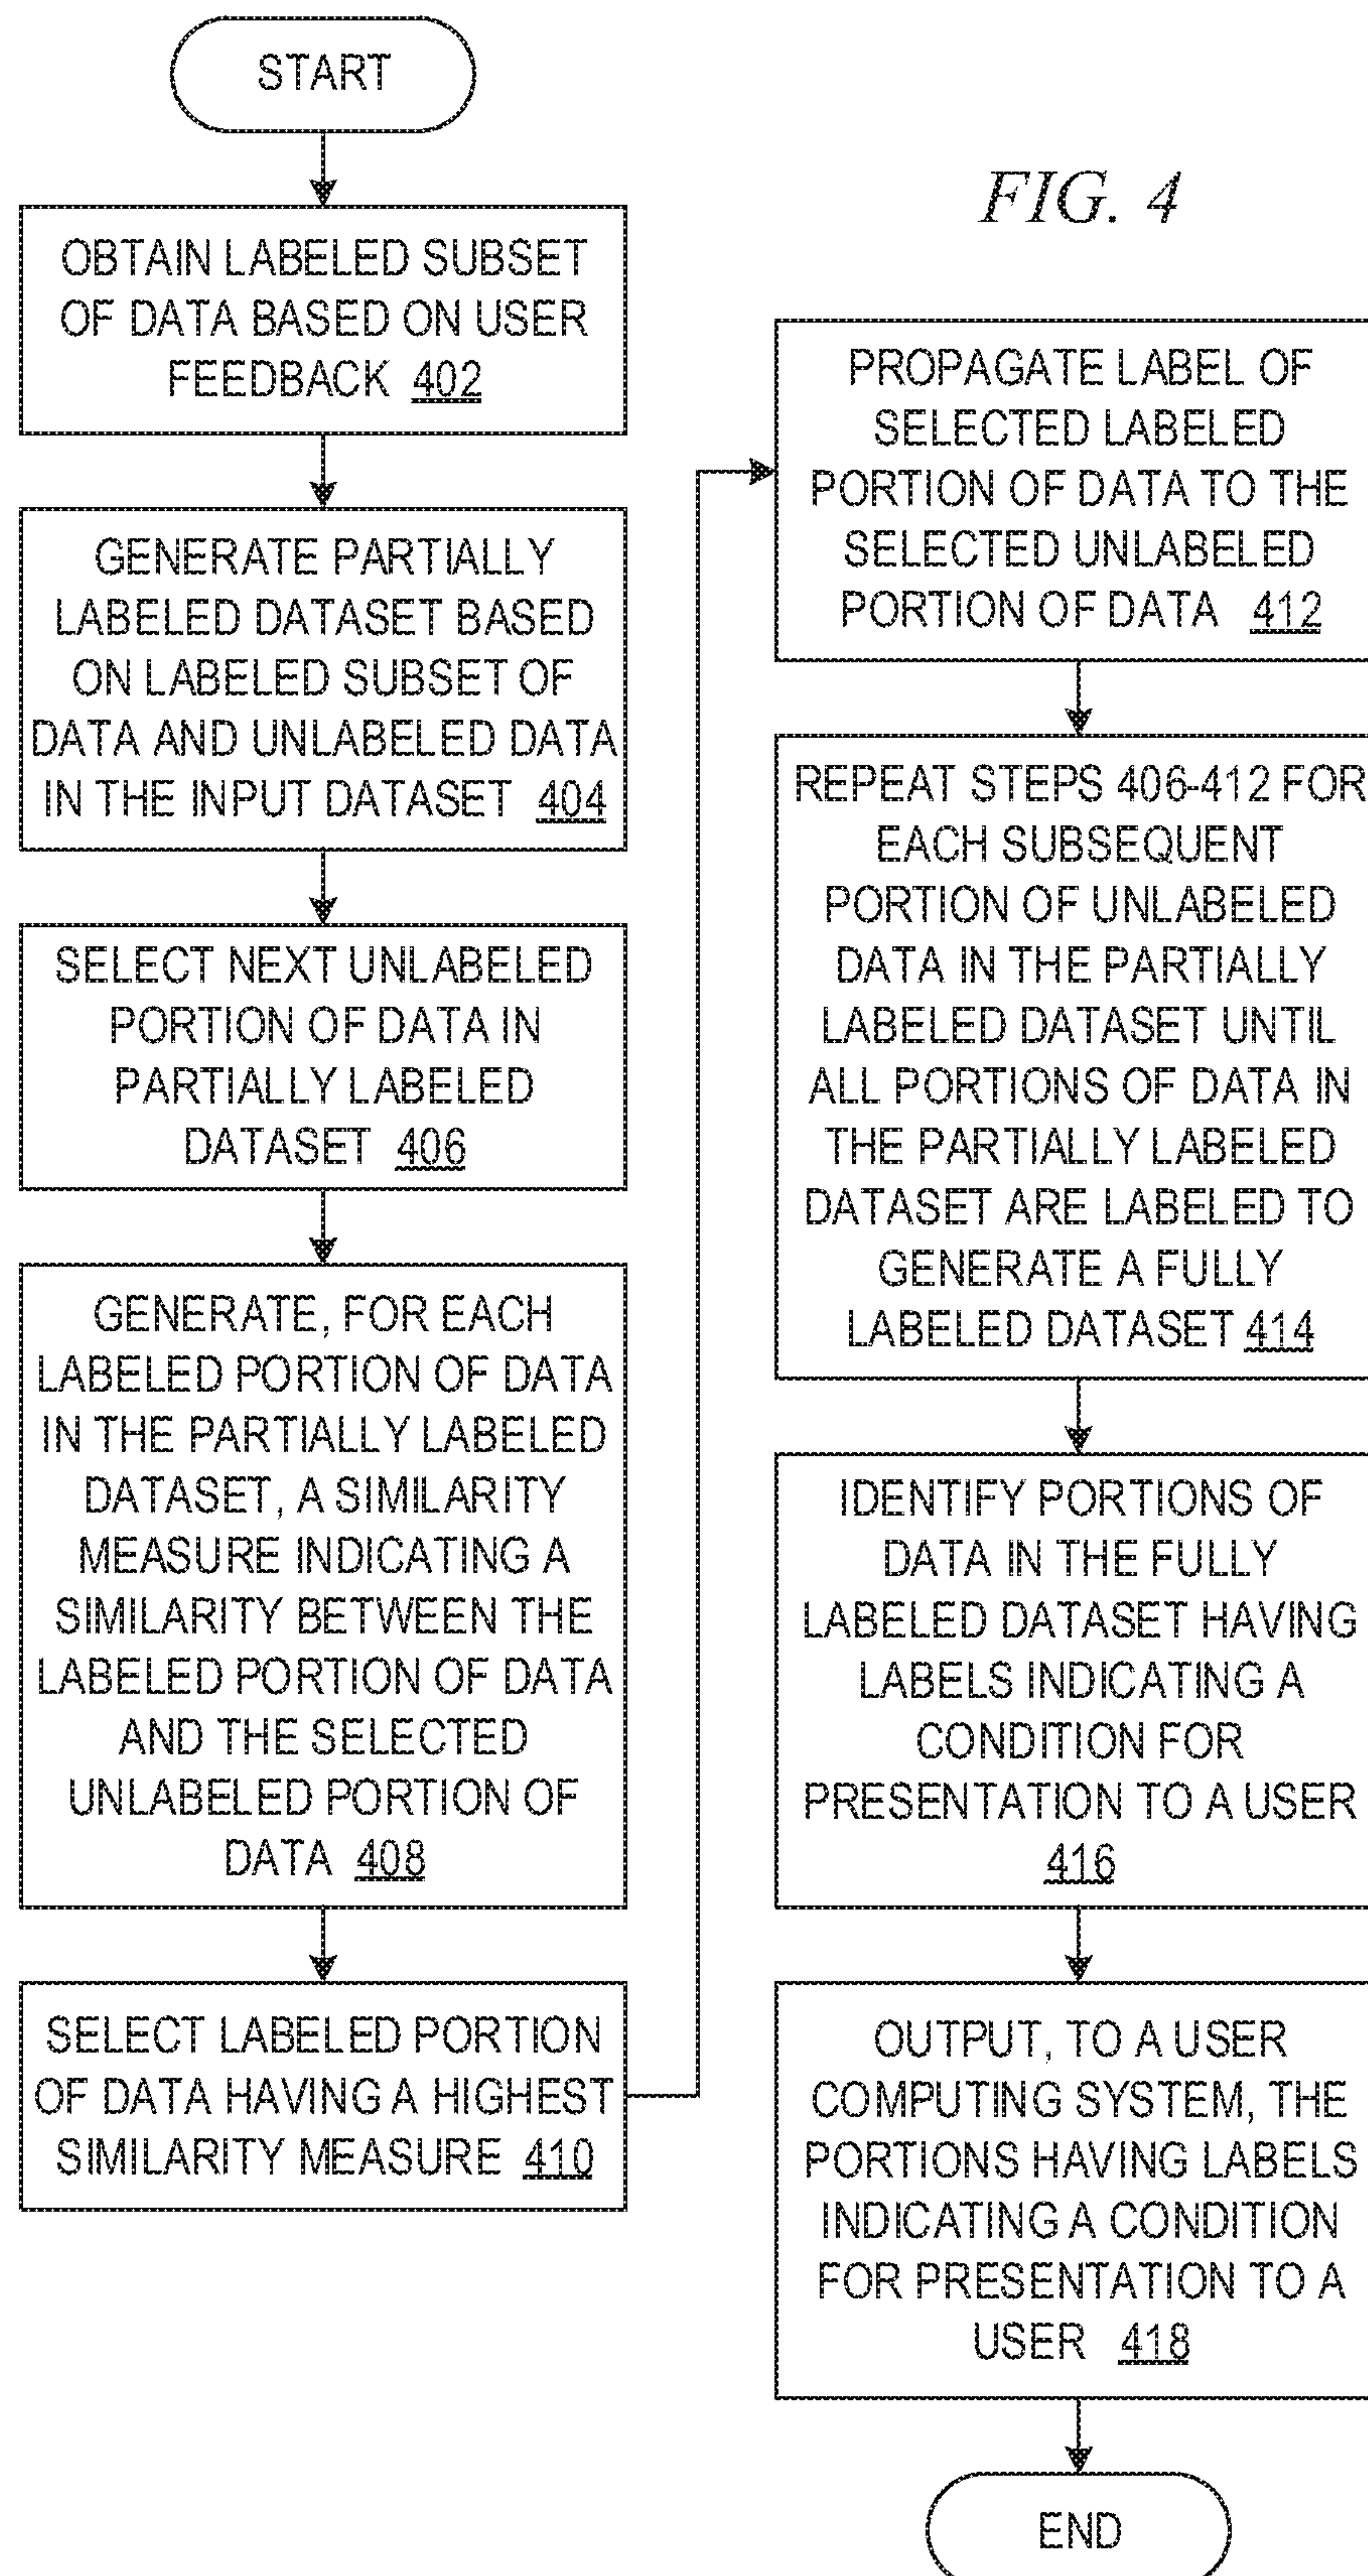 START
OBTAIN LABELED SUBSET
OF DATA BASED ON USER
FEEDBACK 402
GENERATE PARTIALLY
LABELED DATASET BASED
ON LABELED SUBSET OF
DATA AND UNLABELED DATA
IN THE INPUT DATASET 404
SELECT NEXT UNLABELED
PORTION OF DATA IN
PARTIALLY LABELED
DATASET 406
GENERATE, FOR EACH
LABELED PORTION OF DATA
IN THE PARTIALLY LABELED
DATASET, A SIMILARITY
MEASURE INDICATING A
SIMILARITY BETWEEN THE
LABELED PORTION OF DATA
AND THE SELECTED
UNLABELED PORTION OF
DATA 408
SELECT LABELED PORTION
OF DATA HAVING A HIGHEST
SIMILARITY MEASURE 410
FIG. 4
PROPAGATE LABEL OF
SELECTED LABELED
PORTION OF DATA TO THE
SELECTED UNLABELED
PORTION OF DATA 412
REPEAT STEPS 406-412 FOR
EACH SUBSEQUENT
PORTION OF UNLABELED
DATA IN THE PARTIALLY
LABELED DATASET UNTIL
ALL PORTIONS OF DATA IN
THE PARTIALLY LABELED
DATASET ARE LABELED TO
GENERATE A FULLY
LABELED DATASET 414
IDENTIFY PORTIONS OF
DATA IN THE FULLY
LABELED DATASET HAVING
LABELS INDICATING A
CONDITION FOR
PRESENTATION TO A USER
416
OUTPUT, TO A USER
COMPUTING SYSTEM, THE
PORTIONS HAVING LABELS
INDICATING A CONDITION
FOR PRESENTATION TO A
USER 418
END